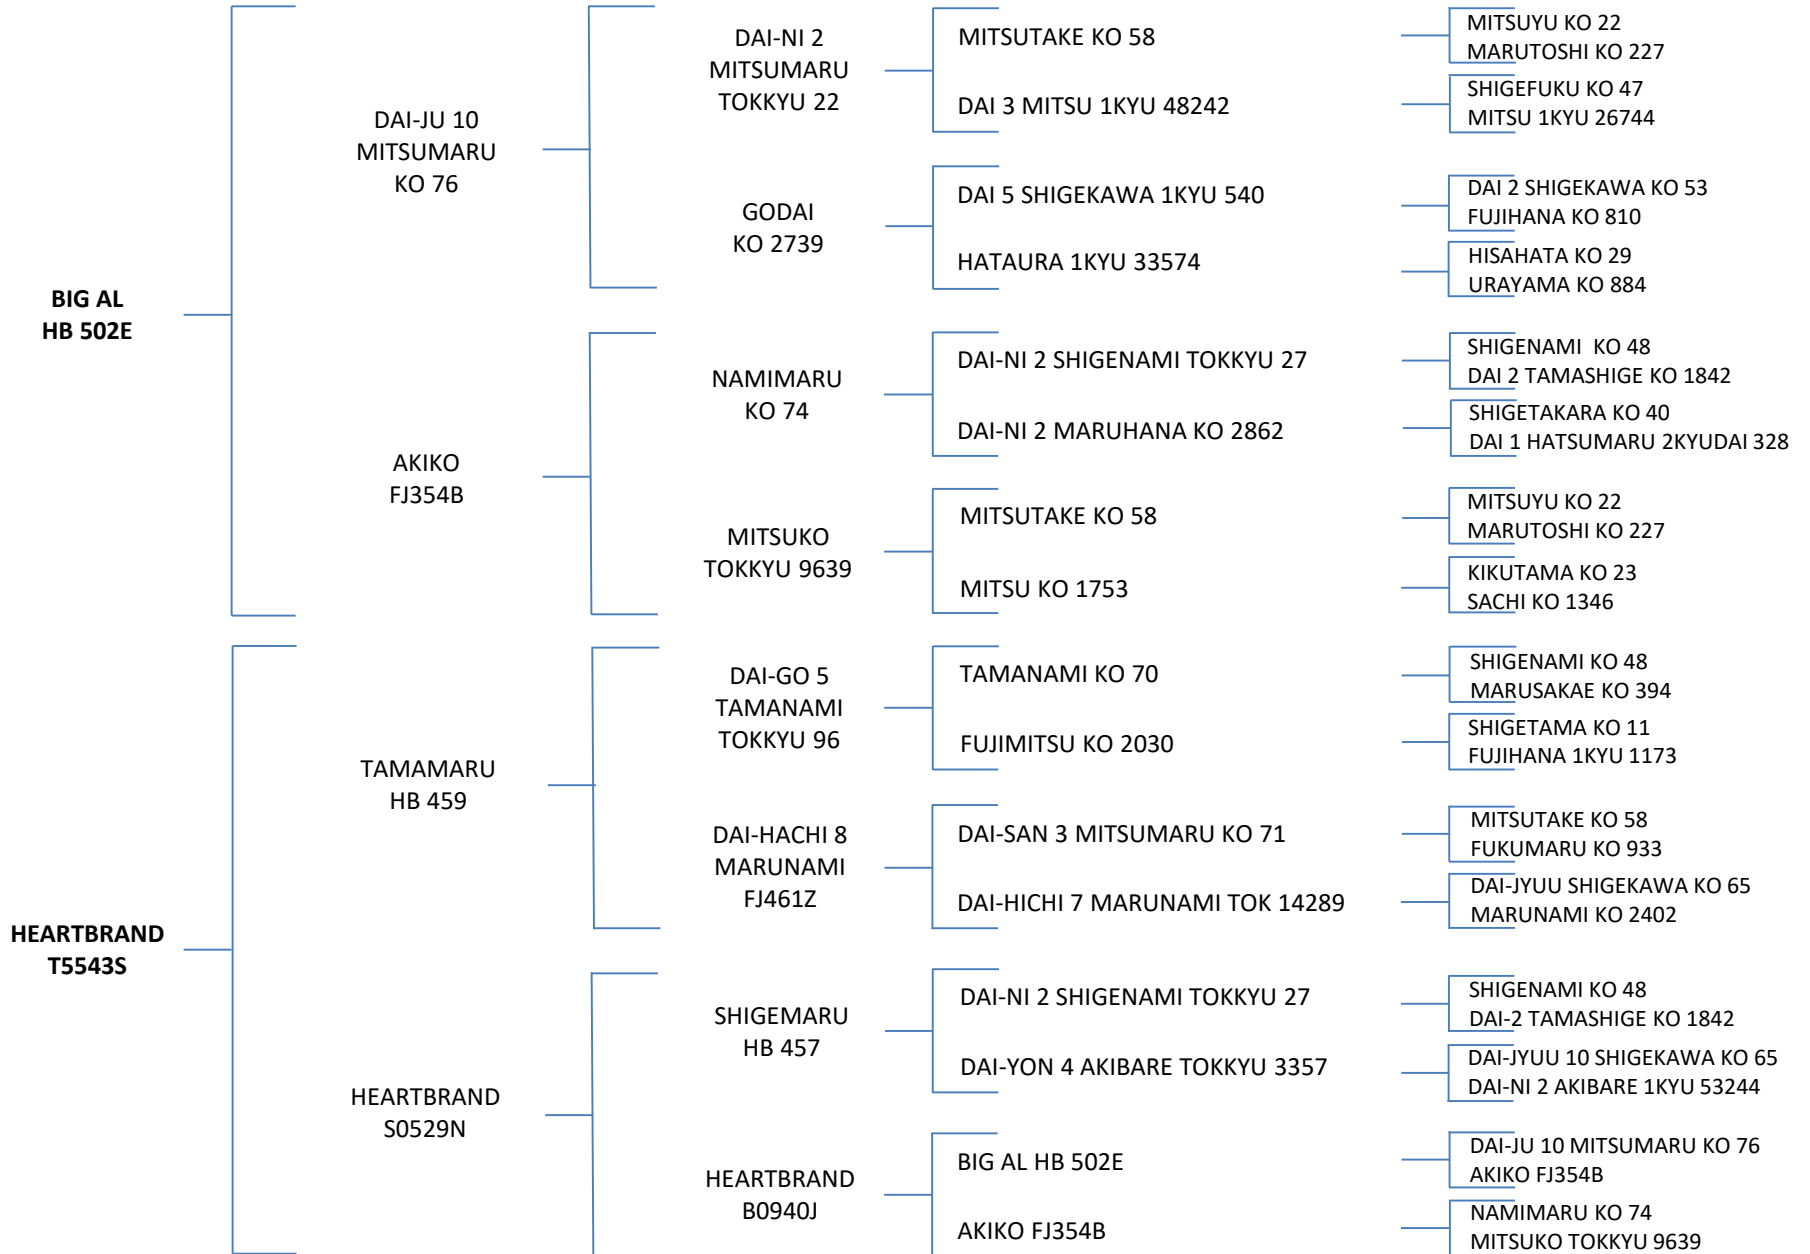 BIG AL
HB 502E
DAI-JU 10
MITSUMARU
KO 76
DAI-NI 2
MITSUMARU
TOKKYU 22
MITSUTAKE KO 58
MITSUYU KO 22
MARUTOSHI KO 227
DAI 3 MITSU 1KYU 48242
SHIGEFUKU KO 47
MITSU 1KYU 26744
GODAI
KO 2739
DAI 5 SHIGEKAWA 1KYU 540
DAI 2 SHIGEKAWA KO 53
FUJIHANA KO 810
HATAURA 1KYU 33574
HISAHATA KO 29
URAYAMA KO 884
AKIKO
FJ354B
NAMIMARU
KO 74
DAI-NI 2 SHIGENAMI TOKKYU 27
SHIGENAMI  KO 48
DAI 2 TAMASHIGE KO 1842
DAI-NI 2 MARUHANA KO 2862
SHIGETAKARA KO 40
DAI 1 HATSUMARU 2KYUDAI 328
MITSUKO
TOKKYU 9639
MITSUTAKE KO 58
MITSUYU KO 22
MARUTOSHI KO 227
MITSU KO 1753
KIKUTAMA KO 23
SACHI KO 1346
HEARTBRAND
T5543S
TAMAMARU
HB 459
DAI-GO 5
TAMANAMI
TOKKYU 96
TAMANAMI KO 70
SHIGENAMI KO 48
MARUSAKAE KO 394
FUJIMITSU KO 2030
SHIGETAMA KO 11
FUJIHANA 1KYU 1173
DAI-HACHI 8
MARUNAMI
FJ461Z
DAI-SAN 3 MITSUMARU KO 71
MITSUTAKE KO 58
FUKUMARU KO 933
DAI-HICHI 7 MARUNAMI TOK 14289
DAI-JYUU SHIGEKAWA KO 65
MARUNAMI KO 2402
HEARTBRAND
S0529N
SHIGEMARU
HB 457
DAI-NI 2 SHIGENAMI TOKKYU 27
SHIGENAMI KO 48
DAI-2 TAMASHIGE KO 1842
DAI-YON 4 AKIBARE TOKKYU 3357
DAI-JYUU 10 SHIGEKAWA KO 65
DAI-NI 2 AKIBARE 1KYU 53244
HEARTBRAND
B0940J
BIG AL HB 502E
DAI-JU 10 MITSUMARU KO 76
AKIKO FJ354B
AKIKO FJ354B
NAMIMARU KO 74
MITSUKO TOKKYU 9639